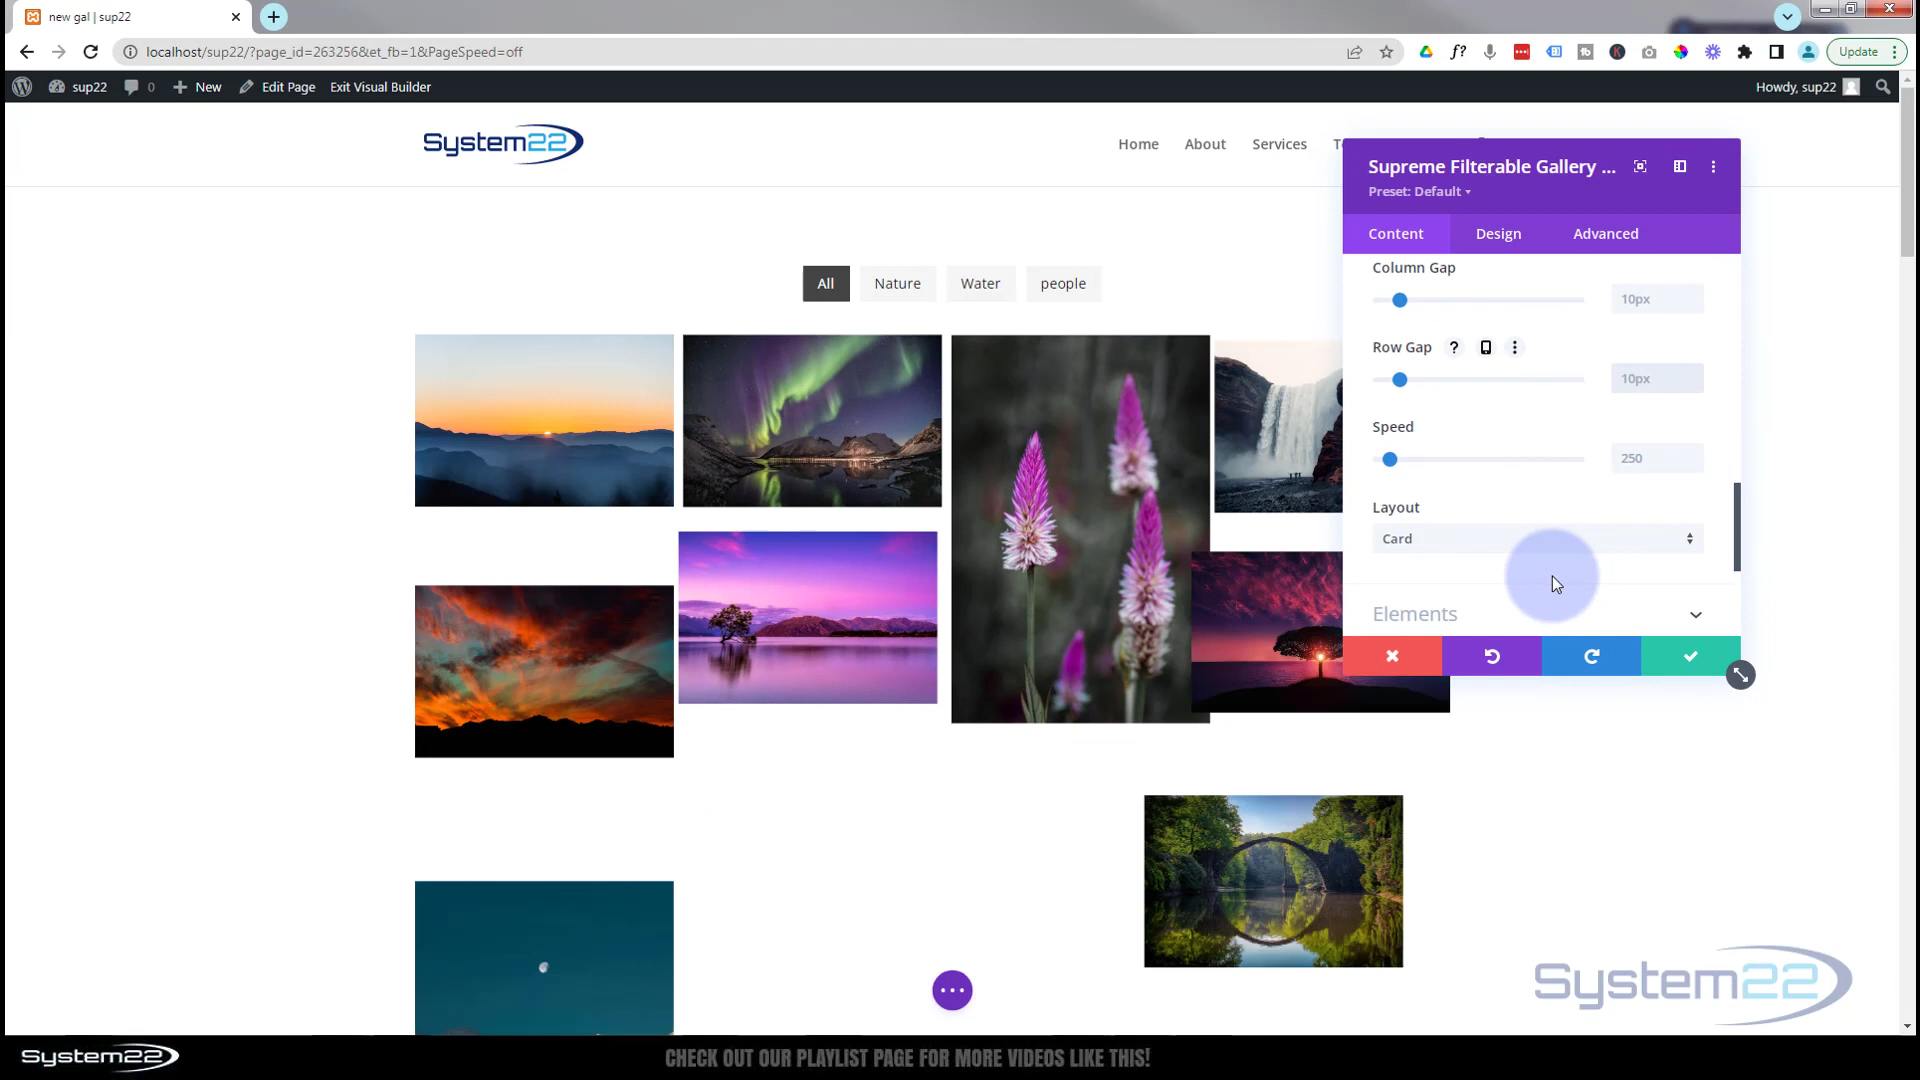 new gal | sup22
localhost/sup22/?page_id=263256&et_fb=1&PageSpeed=off
Update
sup22
0
New
Edit Page
Exit Visual Builder
Howdy, sup22
System22
Home
About
Services
Supreme Filterable Gallery ...
Preset: Default
Content
Design
Advanced
All
Nature
Water
people
Column Gap
10px
Row Gap
?
10px
Speed
250
Layout
Card
Elements
System22
System22
CHECK OUT OUR PLAYLIST PAGE FOR MORE VIDEOS LIKE THIS!